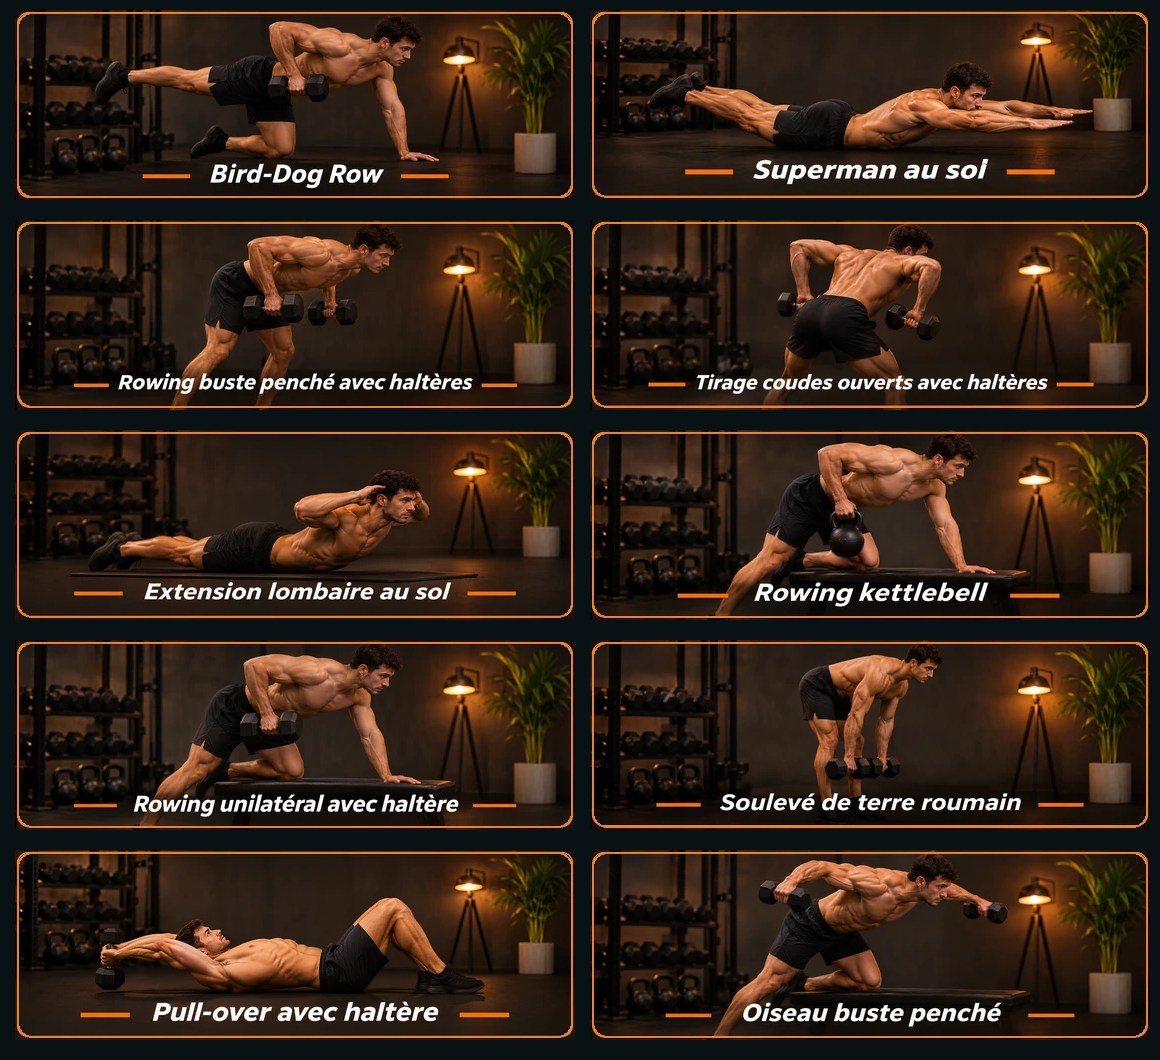 Bird-Dog Row
Superman au sol
Rowing buste penché avec haltères
Tirage coudes ouverts avec haltères
Extension lombaire au sol
Rowing kettlebell
Rowing unilatéral avec haltère
Soulevé de terre roumain
Pull-over avec haltère
Oiseau buste penché